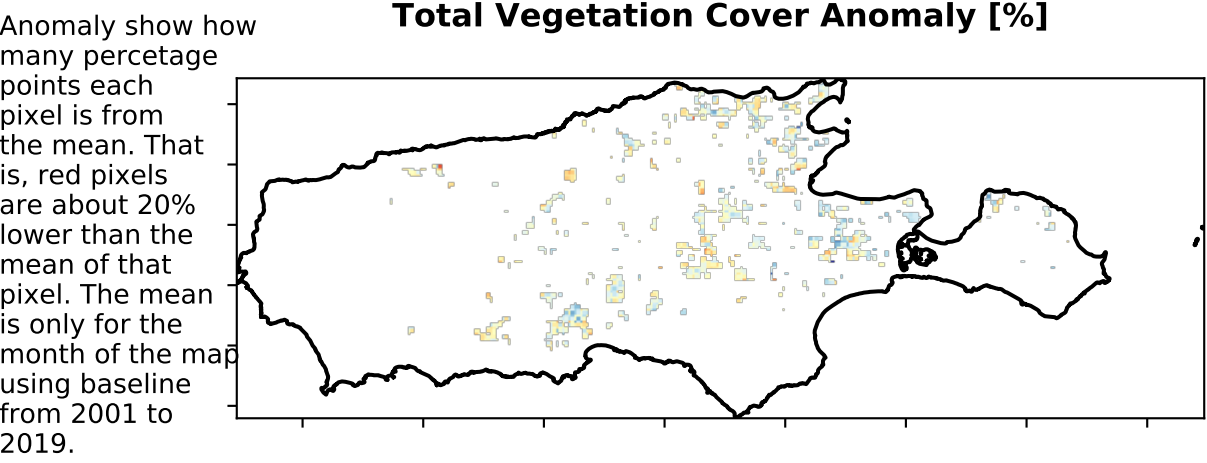 Total Vegetation Cover Anomaly [%]
Anomaly show how
many percetage
points each
pixel is from
the mean. That
is, red pixels
are about 20%
lower than the
mean of that
pixel. The mean
is only for the
month of the map
using baseline
from 2001 to
2019.